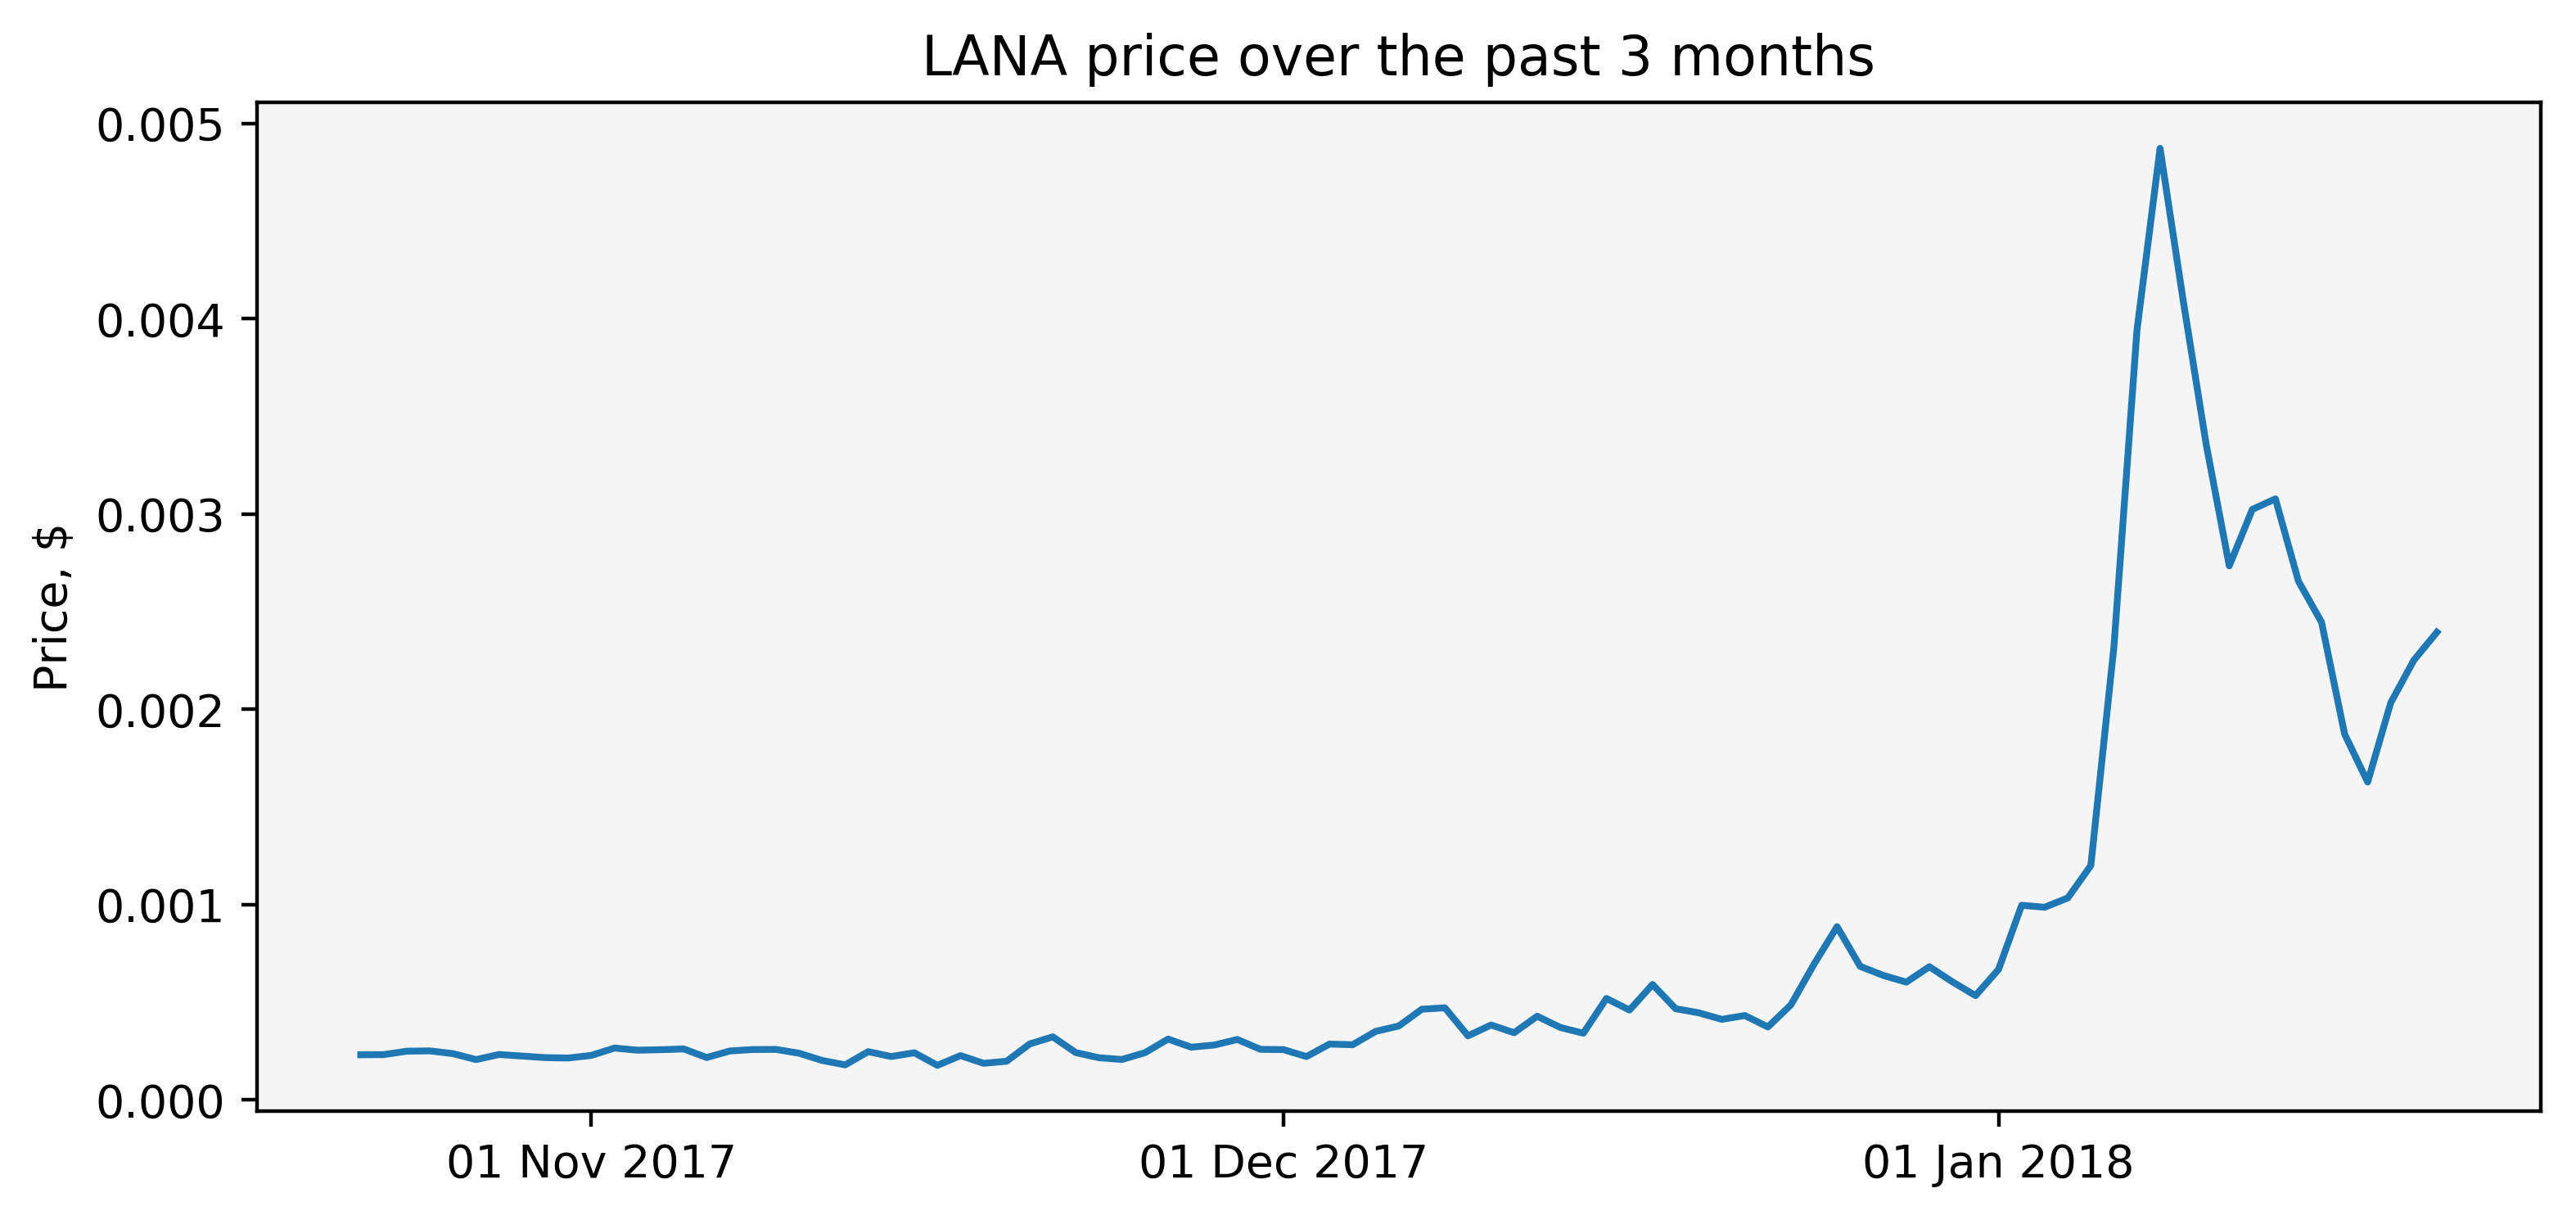 LANA price over the past 3 months
Price, $
0.005
0.004
0.003
0.002
0.001
0.000
01 Nov 2017
01 Dec 2017
01 Jan 2018